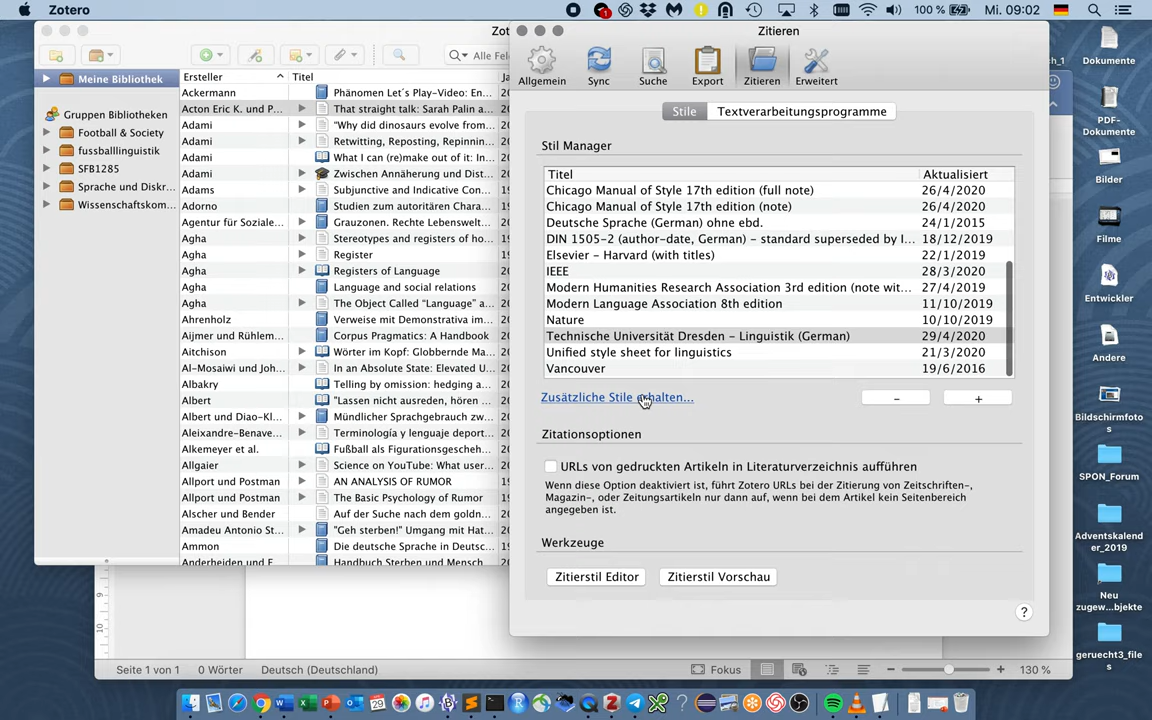 Zotero
100 %
Mi. 09:02
Zot
Alle Fel
Meine Bibliothek
Gruppen Bibliotheken
Football & Society
fussballlinguistik
SFB1285
Sprache und Diskr...
Wissenschaftskom...
Ersteller Titel
Ackermann Phänomen Let´s Play-Video: En...
Acton Eric K. und P... That straight talk: Sarah Palin a...
Adami "Why did dinosaurs evolve from...
Adami Retwitting, Reposting, Repinnin...
Adami What I can (re)make out of it: In...
Adami Zwischen Annäherung und Dist...
Adams Subjunctive and Indicative Con...
Adorno Studien zum autoritären Chara...
Agentur für Soziale... Grauzonen. Rechte Lebenswelt...
Agha Stereotypes and registers of ho...
Agha Register
Agha Registers of Language
Agha Language and social relations
Agha The Object Called “Language” a...
Ahrenholz Verweise mit Demonstrativa im...
Aijmer und Rühlem... Corpus Pragmatics: A Handbook
Aitchison Wörter im Kopf: Globbernde Ma...
Al-Mosaiwi und Joh... In an Absolute State: Elevated U...
Albakry Telling by omission: hedging a...
Albert "Lassen nicht ausreden, hören ...
Albert und Diao-Kl... Mündlicher Sprachgebrauch zw...
Aleixandre-Benave... Terminología y lenguaje deport...
Alkemeyer et al. Fußball als Figurationsgescheh...
Allgaier Science on YouTube: What user...
Allport und Postman AN ANALYSIS OF RUMOR
Allport und Postman The Basic Psychology of Rumor
Alscher und Bender Auf der Suche nach dem goldn...
Amadeu Antonio St... "Geh sterben!" Umgang mit Hat...
Ammon Die deutsche Sprache in Deutsc...
Anderheiden und F... Handbuch Sterben und Mensch...
Zitieren
Allgemein Sync Suche Export Zitieren Erweitert
Stile Textverarbeitungsprogramme
Stil Manager
Titel Aktualisiert
Chicago Manual of Style 17th edition (full note) 26/4/2020
Chicago Manual of Style 17th edition (note) 26/4/2020
Deutsche Sprache (German) ohne ebd. 24/1/2015
DIN 1505-2 (author-date, German) – standard superseded by I... 18/12/2019
Elsevier – Harvard (with titles) 22/1/2019
IEEE 28/3/2020
Modern Humanities Research Association 3rd edition (note wit... 27/4/2019
Modern Language Association 8th edition 11/10/2019
Nature 10/10/2019
Technische Universität Dresden – Linguistik (German) 29/4/2020
Unified style sheet for linguistics 21/3/2020
Vancouver 19/6/2016
Zusätzliche Stile erhalten...
– +
Zitationsoptionen
URLs von gedruckten Artikeln in Literaturverzeichnis aufführen
Wenn diese Option deaktiviert ist, führt Zotero URLs bei der Zitierung von Zeitschriften-,
Magazin-, oder Zeitungsartikeln nur dann auf, wenn bei dem Artikel kein Seitenbereich
angegeben ist.
Werkzeuge
Zitierstil Editor Zitierstil Vorschau
?
Seite 1 von 1 0 Wörter Deutsch (Deutschland) Fokus 130 %
Dokumente
PDF-
Dokumente
Bilder
Filme
Entwickler
Andere
Bildschirmfoto
s
SPON_Forum
Adventskalend
er_2019
Neu
zugew...bjekte
geruecht3_file
s